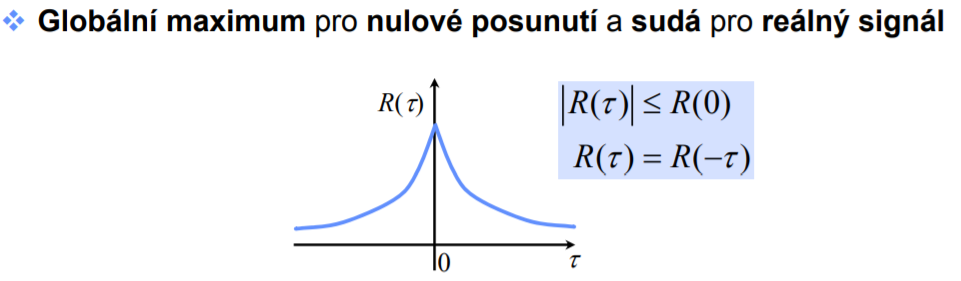 ❖ Globální maximum pro nulové posunutí a sudá pro reálný signál
R(τ)
|R(τ)| ≤ R(0)
R(τ) = R(−τ)
0
τ